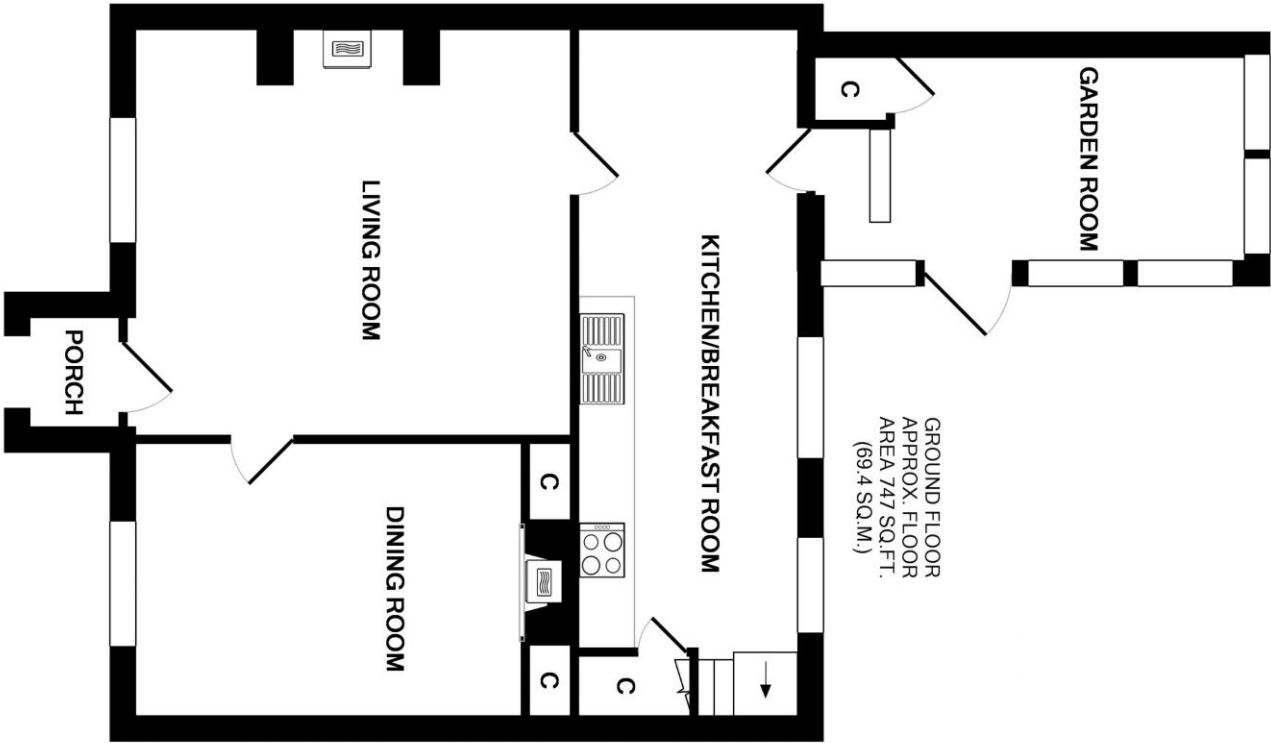 GARDEN ROOM
C
KITCHEN/BREAKFAST ROOM
GROUND FLOOR
APPROX. FLOOR
AREA 747 SQ.FT.
(69.4 SQ.M.)
LIVING ROOM
PORCH
DINING ROOM
C
C
C